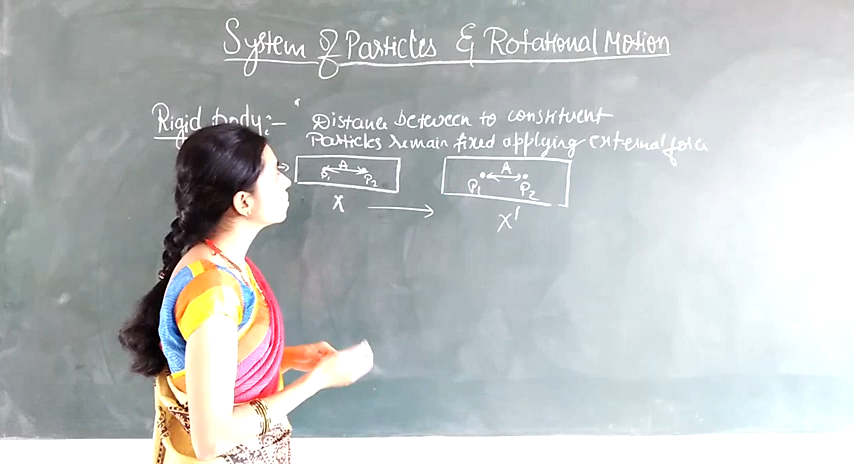 System of Particles & Rotational Motion
Rigid body:- " Distance between to constituent
Particles remain fixed applying external force
A A
P1 P2 P1 P2
X X'